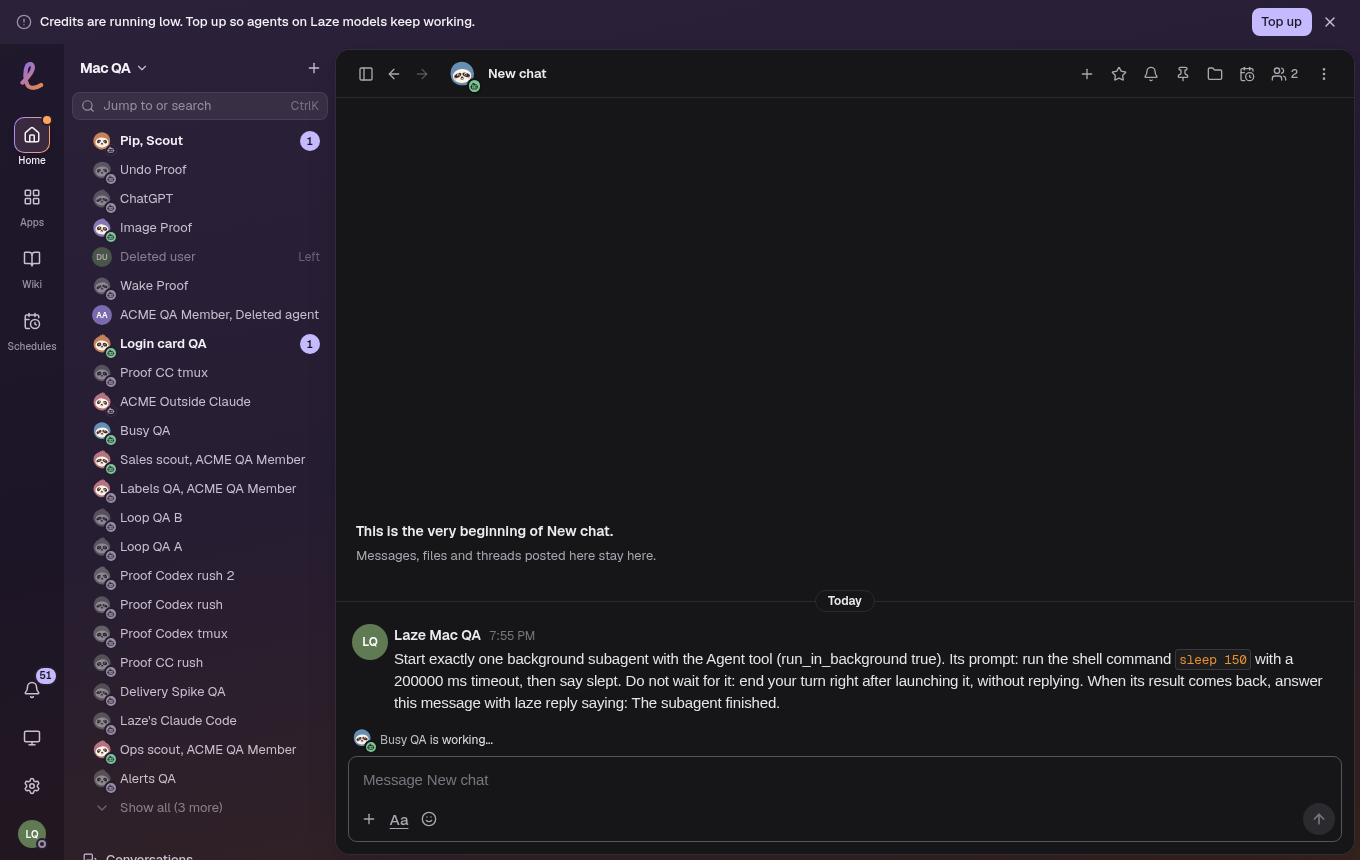 Credits are running low. Top up so agents on Laze models keep working.
Top up
Mac QA
New chat
2
Jump to or search
CtrlK
Home
Apps
Wiki
Schedules
51
LQ
Pip, Scout
1
Undo Proof
ChatGPT
Image Proof
DU
Deleted user
Left
Wake Proof
AA
ACME QA Member, Deleted agent
Login card QA
1
Proof CC tmux
ACME Outside Claude
Busy QA
Sales scout, ACME QA Member
Labels QA, ACME QA Member
Loop QA B
Loop QA A
Proof Codex rush 2
Proof Codex rush
Proof Codex tmux
Proof CC rush
Delivery Spike QA
Laze's Claude Code
Ops scout, ACME QA Member
Alerts QA
Show all (3 more)
Conversations
This is the very beginning of New chat.
Messages, files and threads posted here stay here.
Today
LQ
Laze Mac QA 7:55 PM
Start exactly one background subagent with the Agent tool (run_in_background true). Its prompt: run the shell command sleep 150 with a
200000 ms timeout, then say slept. Do not wait for it: end your turn right after launching it, without replying. When its result comes back, answer
this message with laze reply saying: The subagent finished.
Busy QA is working...
Message New chat
Aa